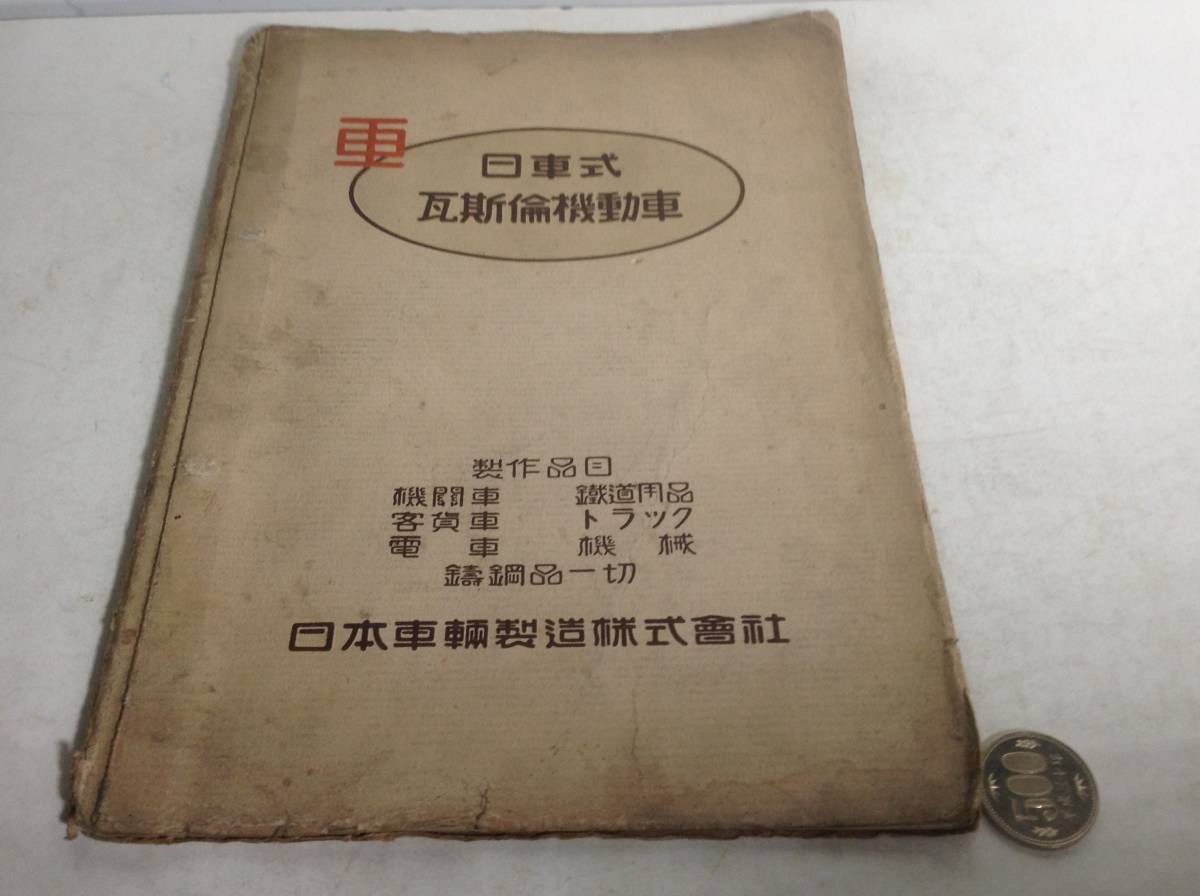 車
日車式
瓦斯倫機動車
製作品目
機関車 鐵道用品
客貨車 トラック
電車 機械
鑄鋼品一切
日本車輛製造株式會社
500